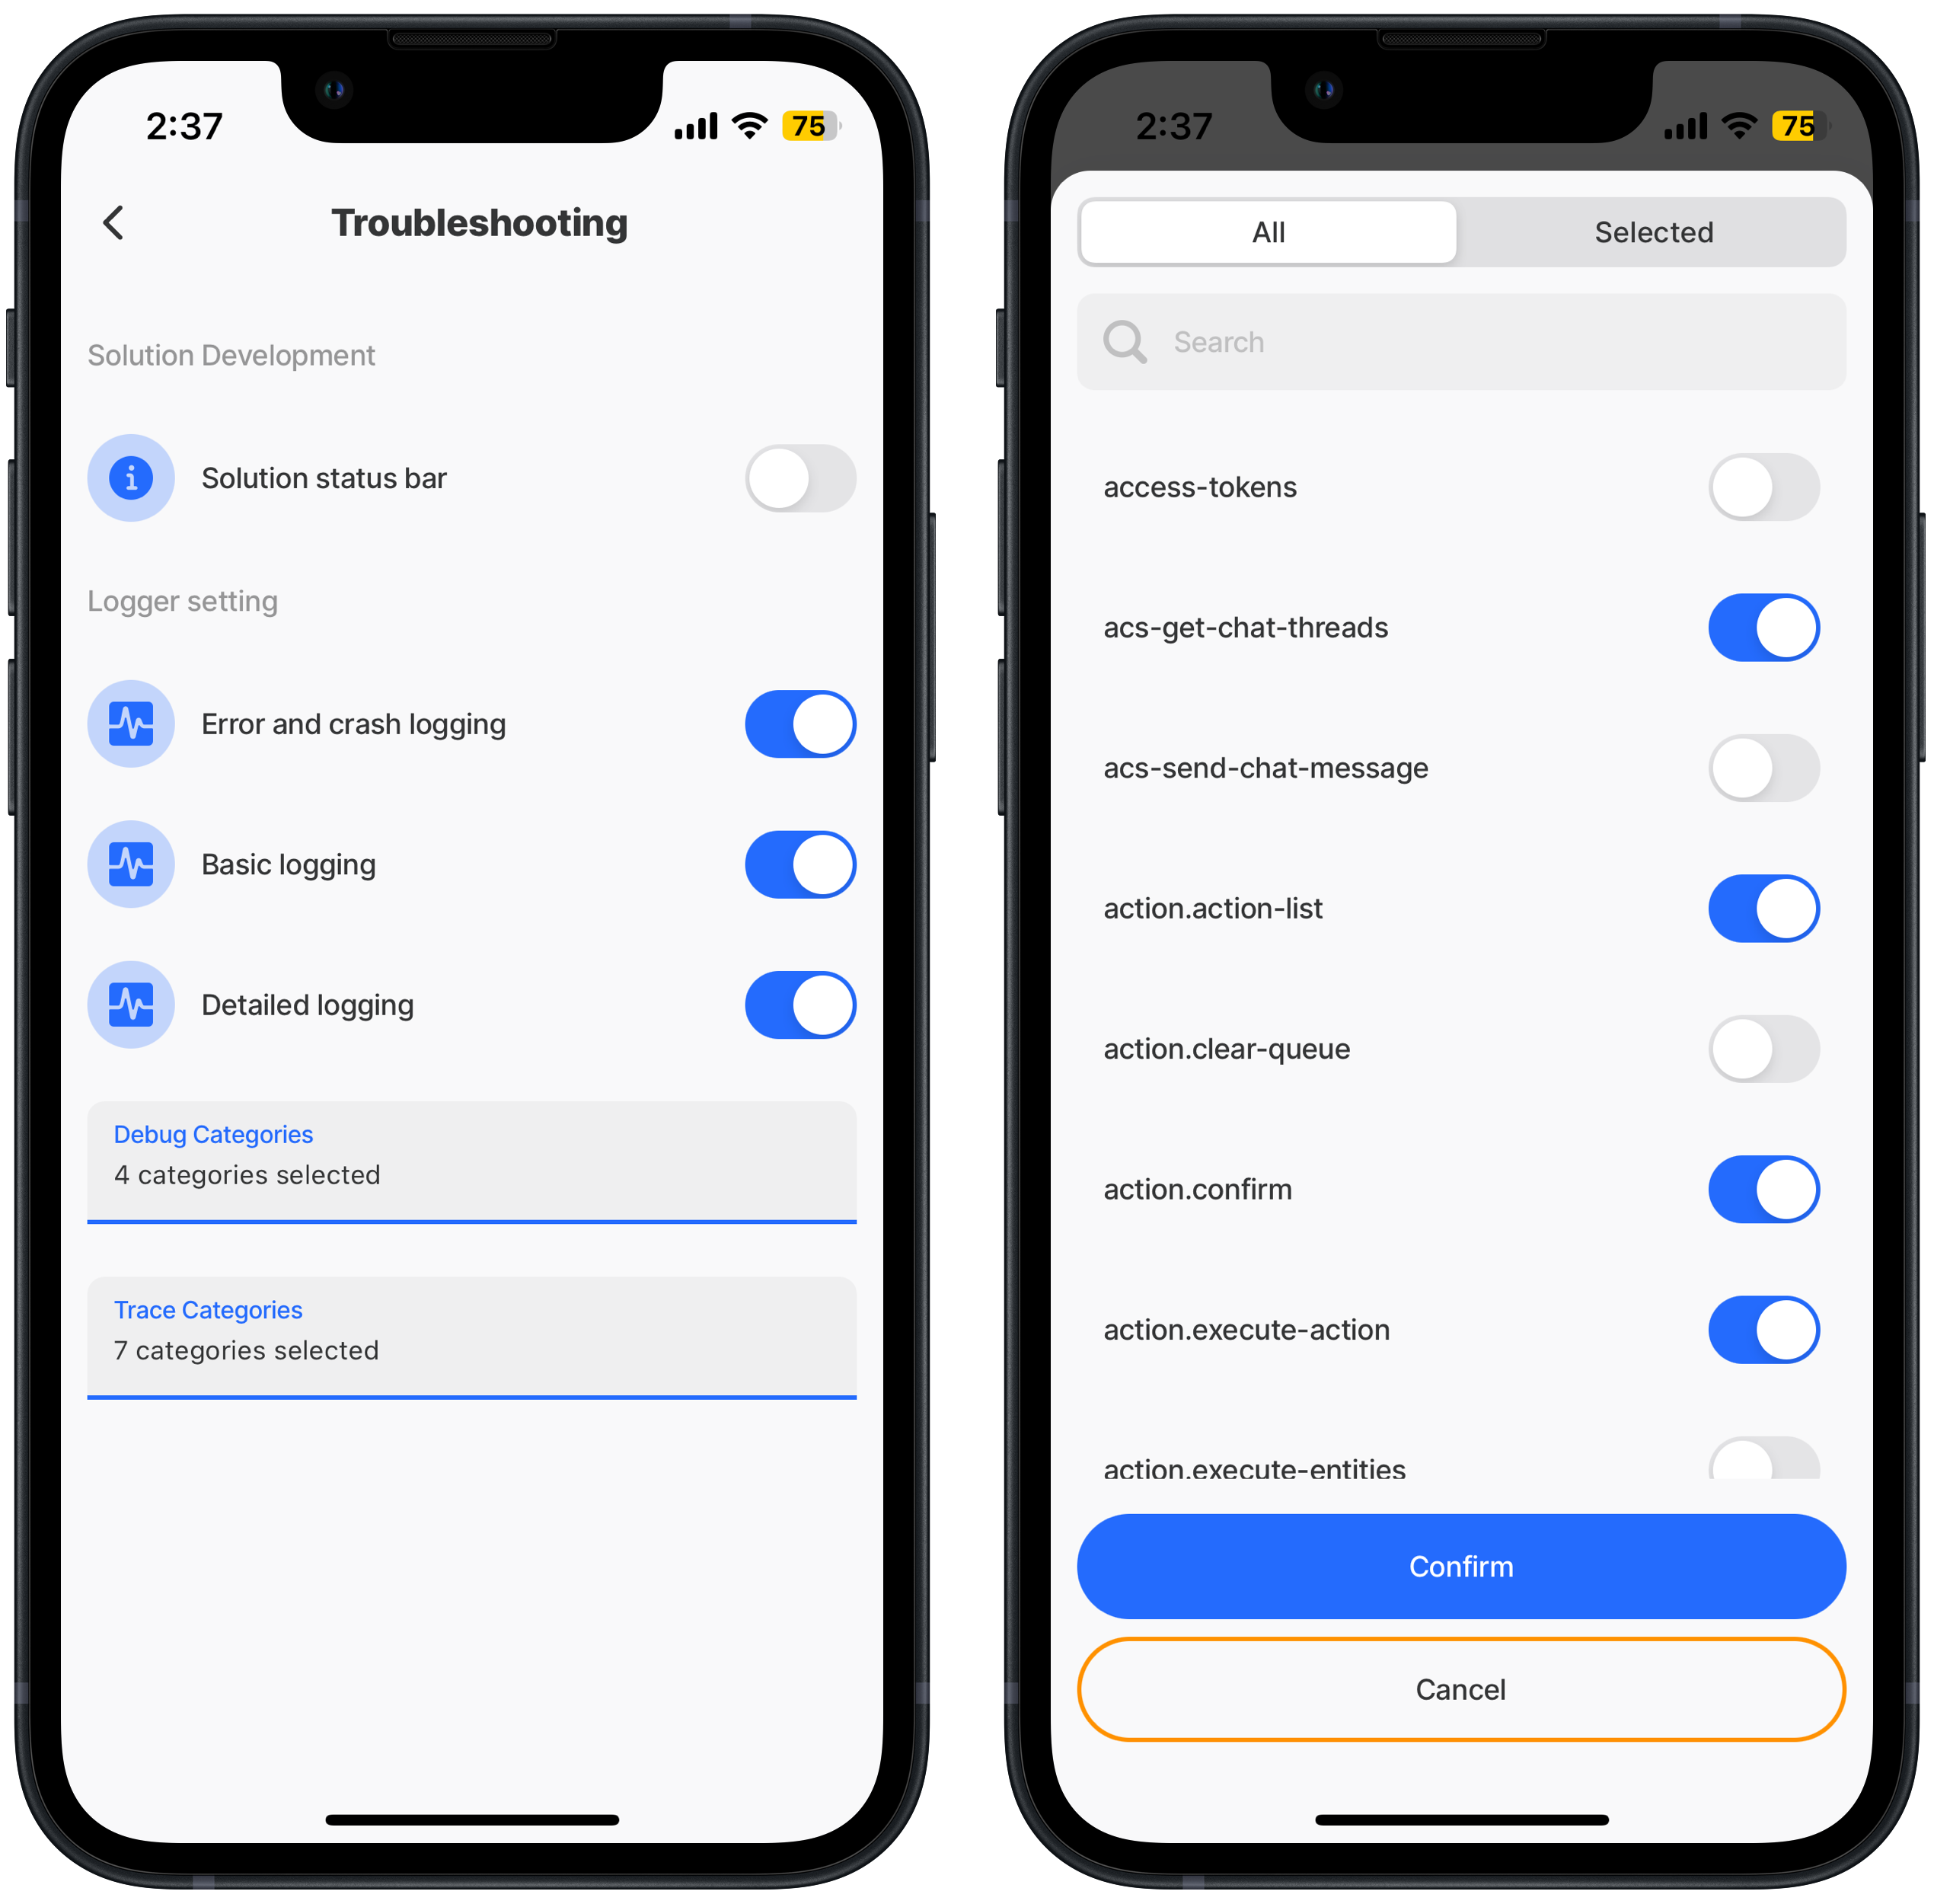 2:37
75
Troubleshooting
Solution Development
Solution status bar
Logger setting
Error and crash logging
Basic logging
Detailed logging
Debug Categories
4 categories selected
Trace Categories
7 categories selected
2:37
75
All
Selected
Search
access-tokens
acs-get-chat-threads
acs-send-chat-message
action.action-list
action.clear-queue
action.confirm
action.execute-action
action.execute-entities
Confirm
Cancel